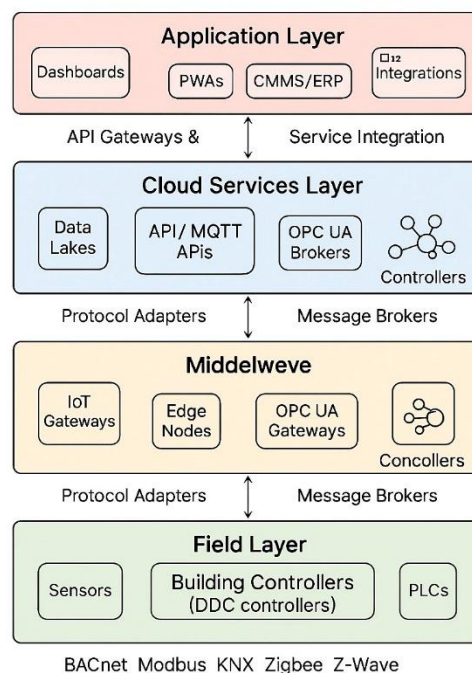 Application Layer
Dashboards
PWAs
CMMS/ERP
□12
Integrations
API Gateways & Service Integration
Cloud Services Layer
Data
Lakes
API/ MQTT
APis
OPC UA
Brokers
Controllers
Protocol Adapters Message Brokers
Middelweve
IoT
Gateways
Edge
Nodes
OPC UA
Gateways
Concollers
Protocol Adapters Message Brokers
Field Layer
Sensors
Building Controllers
(DDC controllers)
PLCs
BACnet Modbus KNX Zigbee Z-Wave